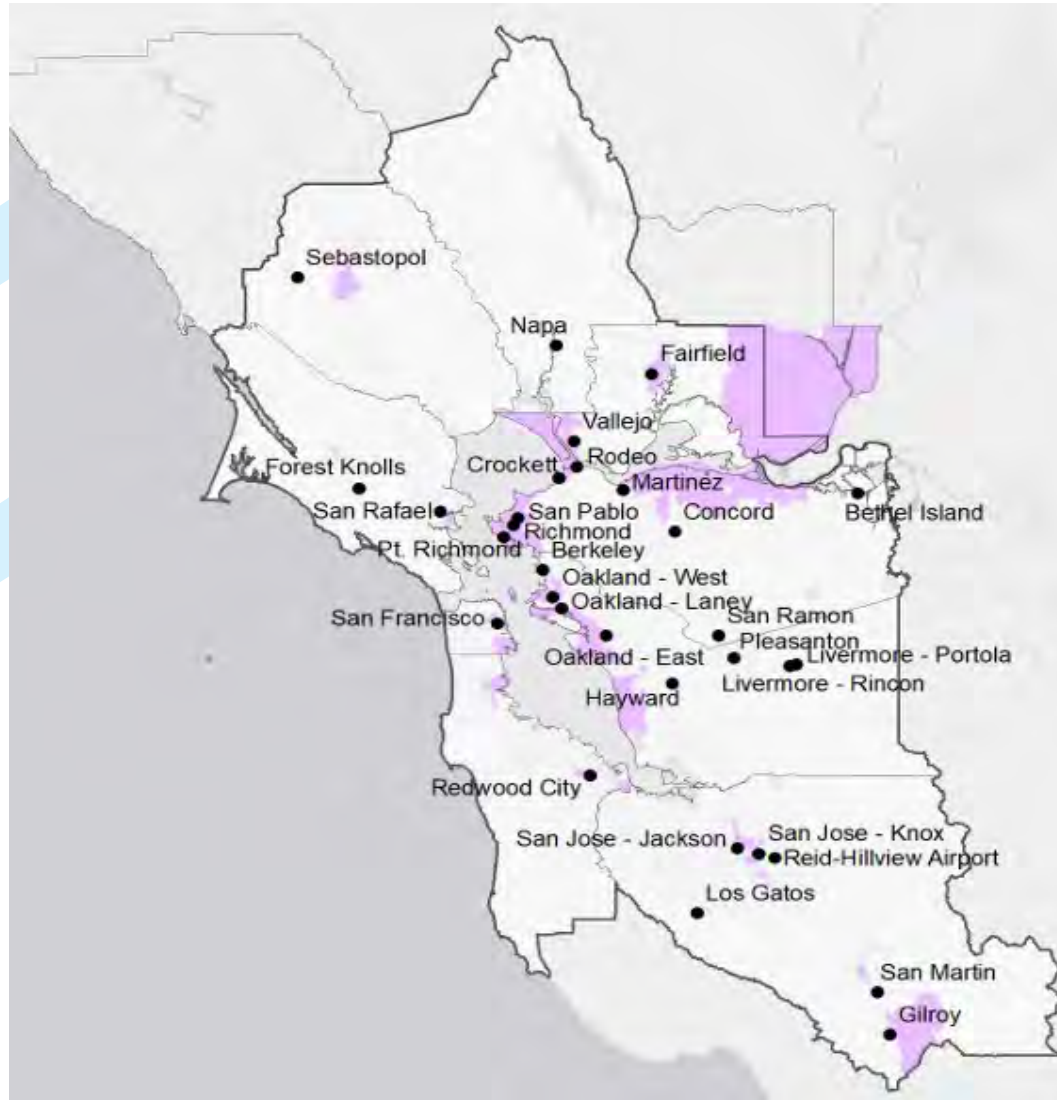 Sebastopol
Napa
Fairfield
Vallejo
Rodeo
Crockett
Forest Knolls
Martinez
San Rafael
San Pablo
Concord
Bethel Island
Richmond
Pt. Richmond
Berkeley
Oakland - West
Oakland - Laney
San Francisco
San Ramon
Pleasanton
Oakland - East
Livermore - Portola
Livermore - Rincon
Hayward
Redwood City
San Jose - Knox
San Jose - Jackson
Reid-Hillview Airport
Los Gatos
San Martin
Gilroy